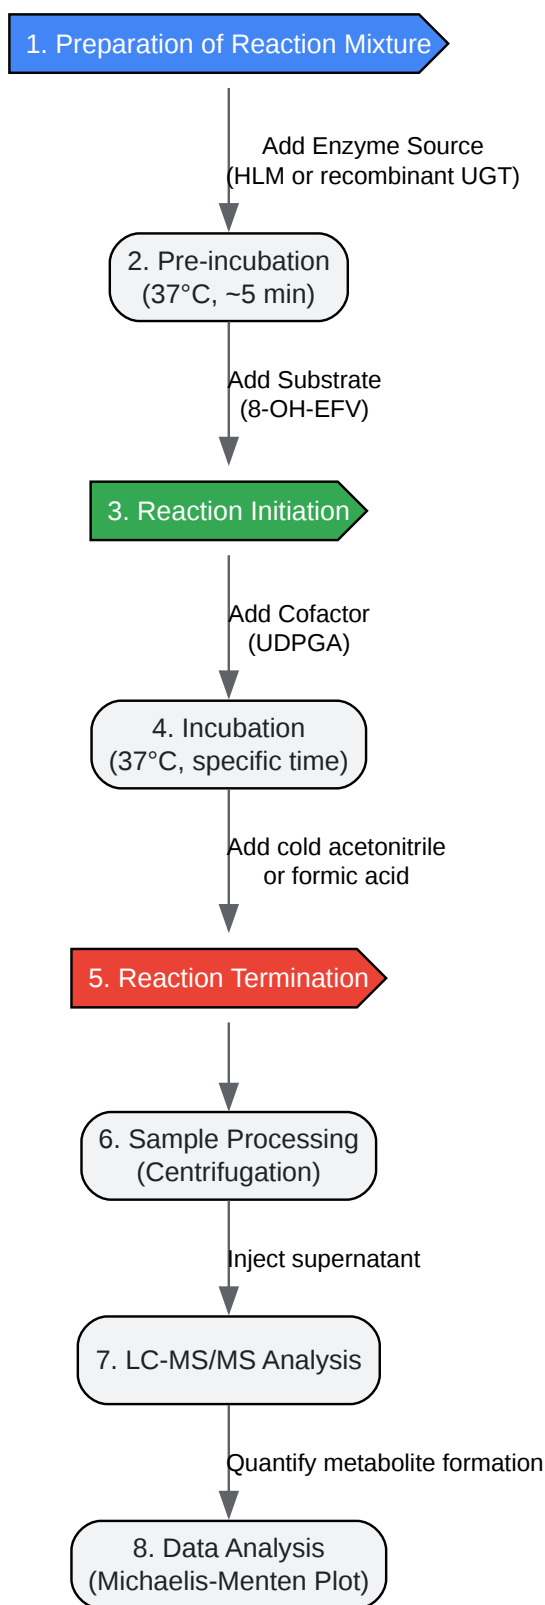 1. Preparation of Reaction Mixture
Add Enzyme Source
(HLM or recombinant UGT)
2. Pre-incubation
(37°C, ~5 min)
Add Substrate
(8-OH-EFV)
3. Reaction Initiation
Add Cofactor
(UDPGA)
4. Incubation
(37°C, specific time)
Add cold acetonitrile
or formic acid
5. Reaction Termination
6. Sample Processing
(Centrifugation)
Inject supernatant
7. LC-MS/MS Analysis
Quantify metabolite formation
8. Data Analysis
(Michaelis-Menten Plot)